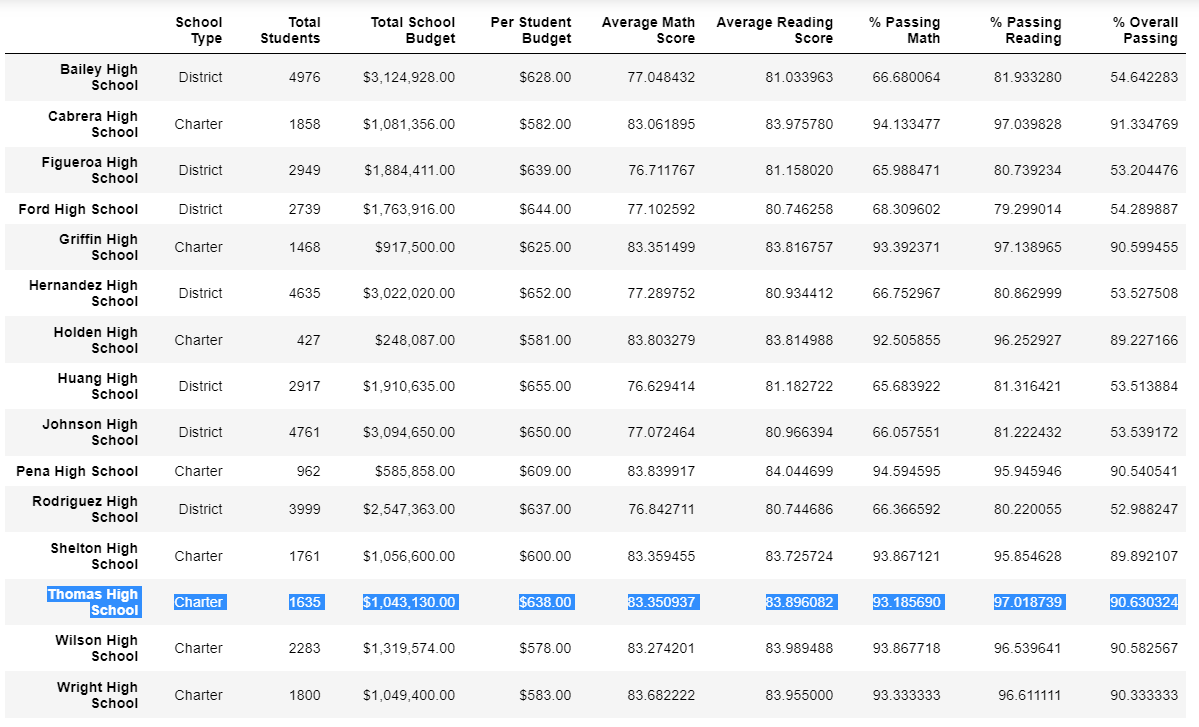 School Type Total Students Total School Budget Per Student Budget Average Math Score Average Reading Score % Passing Math % Passing Reading % Overall Passing
Bailey High School District 4976 $3,124,928.00 $628.00 77.048432 81.033963 66.680064 81.933280 54.642283
Cabrera High School Charter 1858 $1,081,356.00 $582.00 83.061895 83.975780 94.133477 97.039828 91.334769
Figueroa High School District 2949 $1,884,411.00 $639.00 76.711767 81.158020 65.988471 80.739234 53.204476
Ford High School District 2739 $1,763,916.00 $644.00 77.102592 80.746258 68.309602 79.299014 54.289887
Griffin High School Charter 1468 $917,500.00 $625.00 83.351499 83.816757 93.392371 97.138965 90.599455
Hernandez High School District 4635 $3,022,020.00 $652.00 77.289752 80.934412 66.752967 80.862999 53.527508
Holden High School Charter 427 $248,087.00 $581.00 83.803279 83.814988 92.505855 96.252927 89.227166
Huang High School District 2917 $1,910,635.00 $655.00 76.629414 81.182722 65.683922 81.316421 53.513884
Johnson High School District 4761 $3,094,650.00 $650.00 77.072464 80.966394 66.057551 81.222432 53.539172
Pena High School Charter 962 $585,858.00 $609.00 83.839917 84.044699 94.594595 95.945946 90.540541
Rodriguez High School District 3999 $2,547,363.00 $637.00 76.842711 80.744686 66.366592 80.220055 52.988247
Shelton High School Charter 1761 $1,056,600.00 $600.00 83.359455 83.725724 93.867121 95.854628 89.892107
Thomas High School Charter 1635 $1,043,130.00 $638.00 83.350937 83.896082 93.185690 97.018739 90.630324
Wilson High School Charter 2283 $1,319,574.00 $578.00 83.274201 83.989488 93.867718 96.539641 90.582567
Wright High School Charter 1800 $1,049,400.00 $583.00 83.682222 83.955000 93.333333 96.611111 90.333333